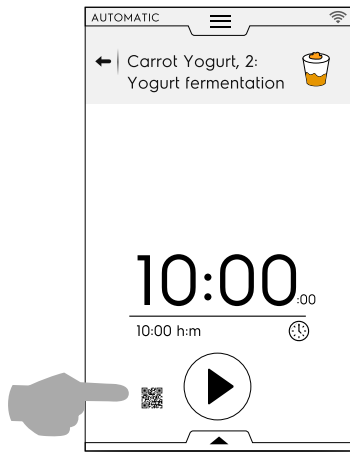 AUTOMATIC
Carrot Yogurt, 2:
Yogurt fermentation
10:00:00
10:00 h:m